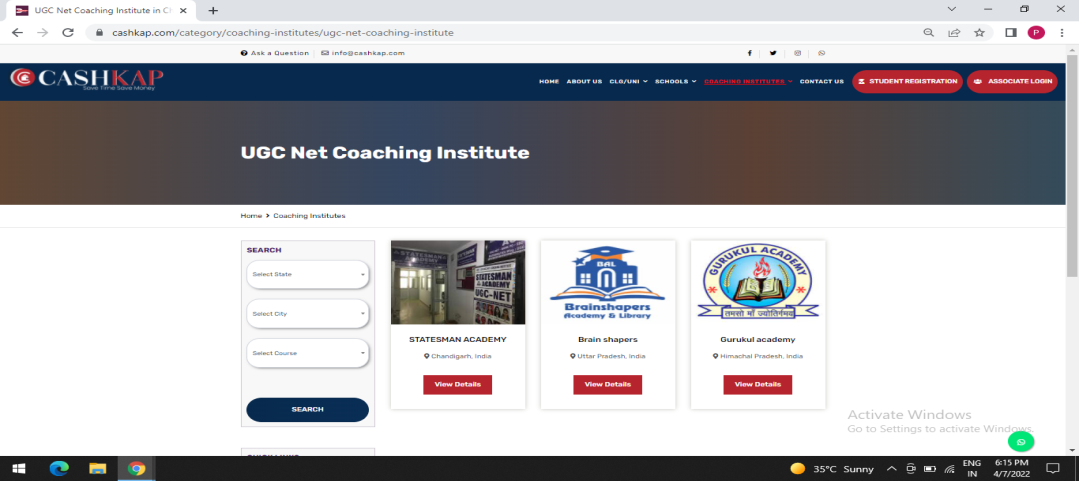 UGC Net Coaching Institute in C
cashkap.com/category/coaching-institutes/ugc-net-coaching-institute
P
Ask a Question
info@cashkap.com
CASHKAP
Save Time Save Money
HOME ABOUT US CLG/UNI SCHOOLS COACHING INSTITUTES CONTACT US STUDENT REGISTRATION ASSOCIATE LOGIN
UGC Net Coaching Institute
Home > Coaching Institutes
SEARCH
Select State
Select City
Select Course
SEARCH
STATESMAN
STATESMAN
ACADEMY
UGC-NET
STATESMAN ACADEMY
Chandigarh, India
View Details
BAL
Brainshapers
Academy & Library
Brain shapers
Uttar Pradesh, India
View Details
GURUKUL ACADEMY
तमसो माँ ज्योतिर्गमय
Gurukul academy
Himachal Pradesh, India
View Details
Activate Windows
Go to Settings to activate Windows.
35°C Sunny
ENG
IN
6:15 PM
4/7/2022